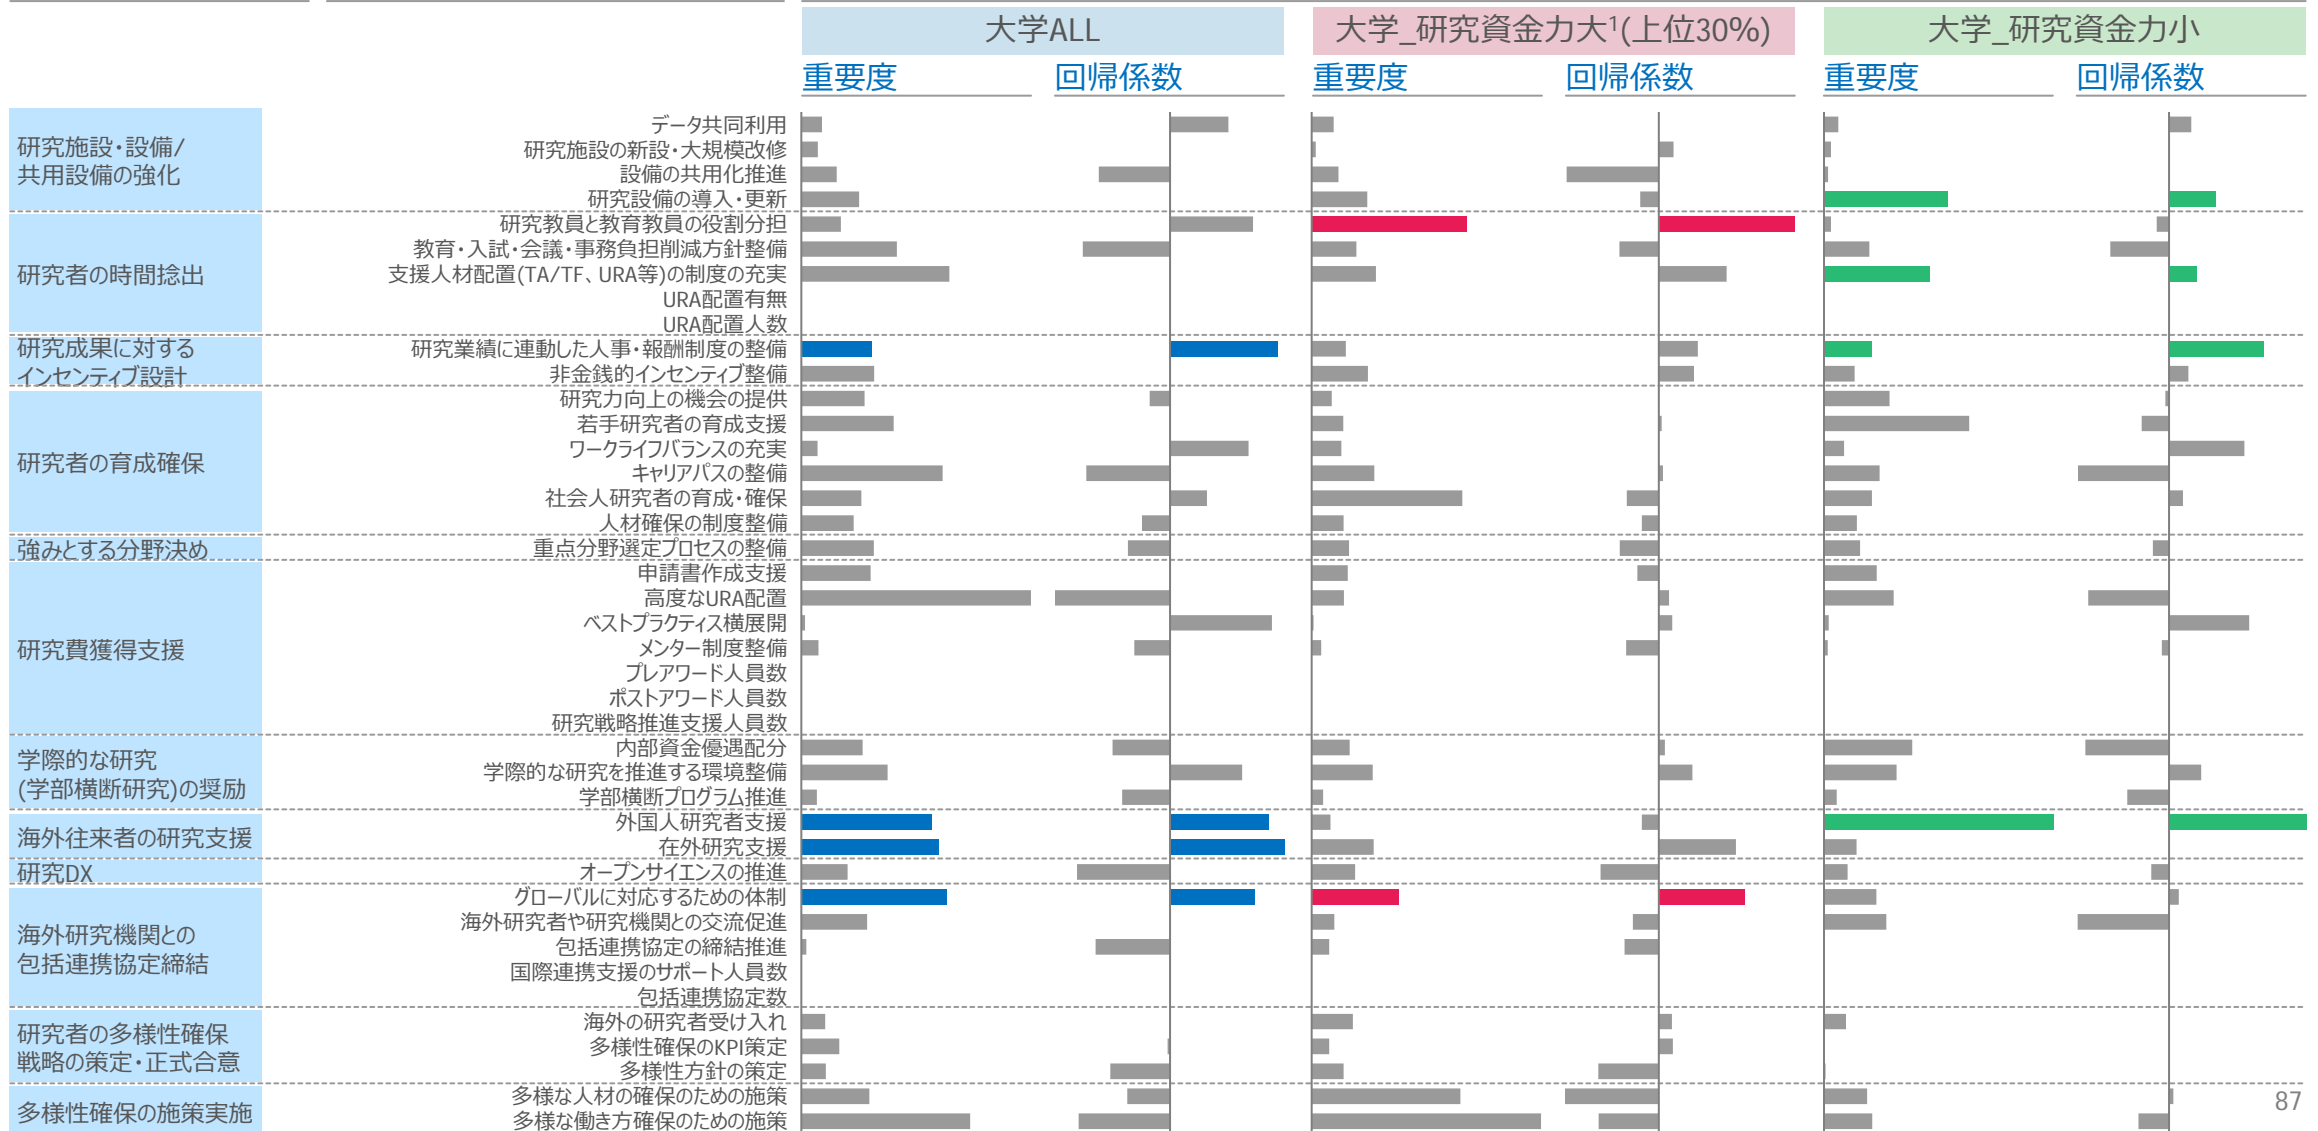 大学ALL
大学_研究資金力大¹(上位30%)
大学_研究資金力小
重要度
回帰係数
重要度
回帰係数
重要度
回帰係数
研究施設・設備/
共用設備の強化
データ共同利用
研究施設の新設・大規模改修
設備の共用化推進
研究設備の導入・更新
研究者の時間捻出
研究教員と教育教員の役割分担
教育・入試・会議・事務負担削減方針整備
支援人材配置(TA/TF、URA等)の制度の充実
URA配置有無
URA配置人数
研究成果に対する
インセンティブ設計
研究業績に連動した人事・報酬制度の整備
非金銭的インセンティブ整備
研究者の育成確保
研究力向上の機会の提供
若手研究者の育成支援
ワークライフバランスの充実
キャリアパスの整備
社会人研究者の育成・確保
人材確保の制度整備
強みとする分野決め
重点分野選定プロセスの整備
研究費獲得支援
申請書作成支援
高度なURA配置
ベストプラクティス横展開
メンター制度整備
プレアワード人員数
ポストアワード人員数
研究戦略推進支援人員数
学際的な研究
(学部横断研究)の奨励
内部資金優遇配分
学際的な研究を推進する環境整備
学部横断プログラム推進
海外往来者の研究支援
外国人研究者支援
在外研究支援
研究DX
オープンサイエンスの推進
海外研究機関との
包括連携協定締結
グローバルに対応するための体制
海外研究者や研究機関との交流促進
包括連携協定の締結推進
国際連携支援のサポート人員数
包括連携協定数
研究者の多様性確保
戦略の策定・正式合意
海外の研究者受け入れ
多様性確保のKPI策定
多様性方針の策定
多様性確保の施策実施
多様な人材の確保のための施策
多様な働き方確保のための施策
87